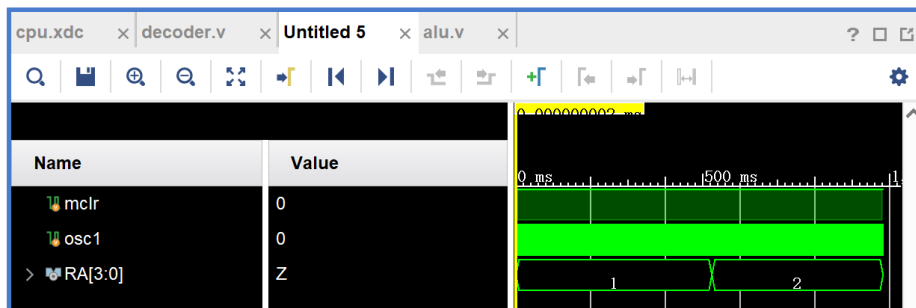 cpu.xdc × decoder.v × Untitled 5 × alu.v ×
?
0.000000002 ms
Name Value
0 ms 500 ms 1,
mclr 0
osc1 0
> RA[3:0] Z 1 2